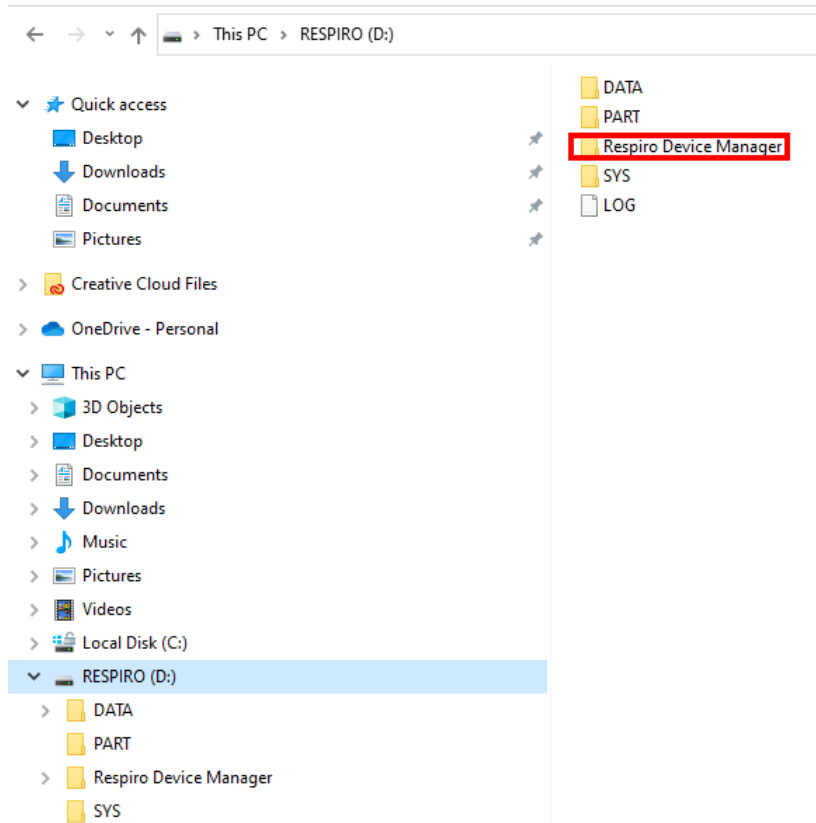 This PC > RESPIRO (D:)
Quick access
Desktop
Downloads
Documents
Pictures
Creative Cloud Files
OneDrive - Personal
This PC
3D Objects
Desktop
Documents
Downloads
Music
Pictures
Videos
Local Disk (C:)
RESPIRO (D:)
DATA
PART
Respiro Device Manager
SYS
DATA
PART
Respiro Device Manager
SYS
LOG